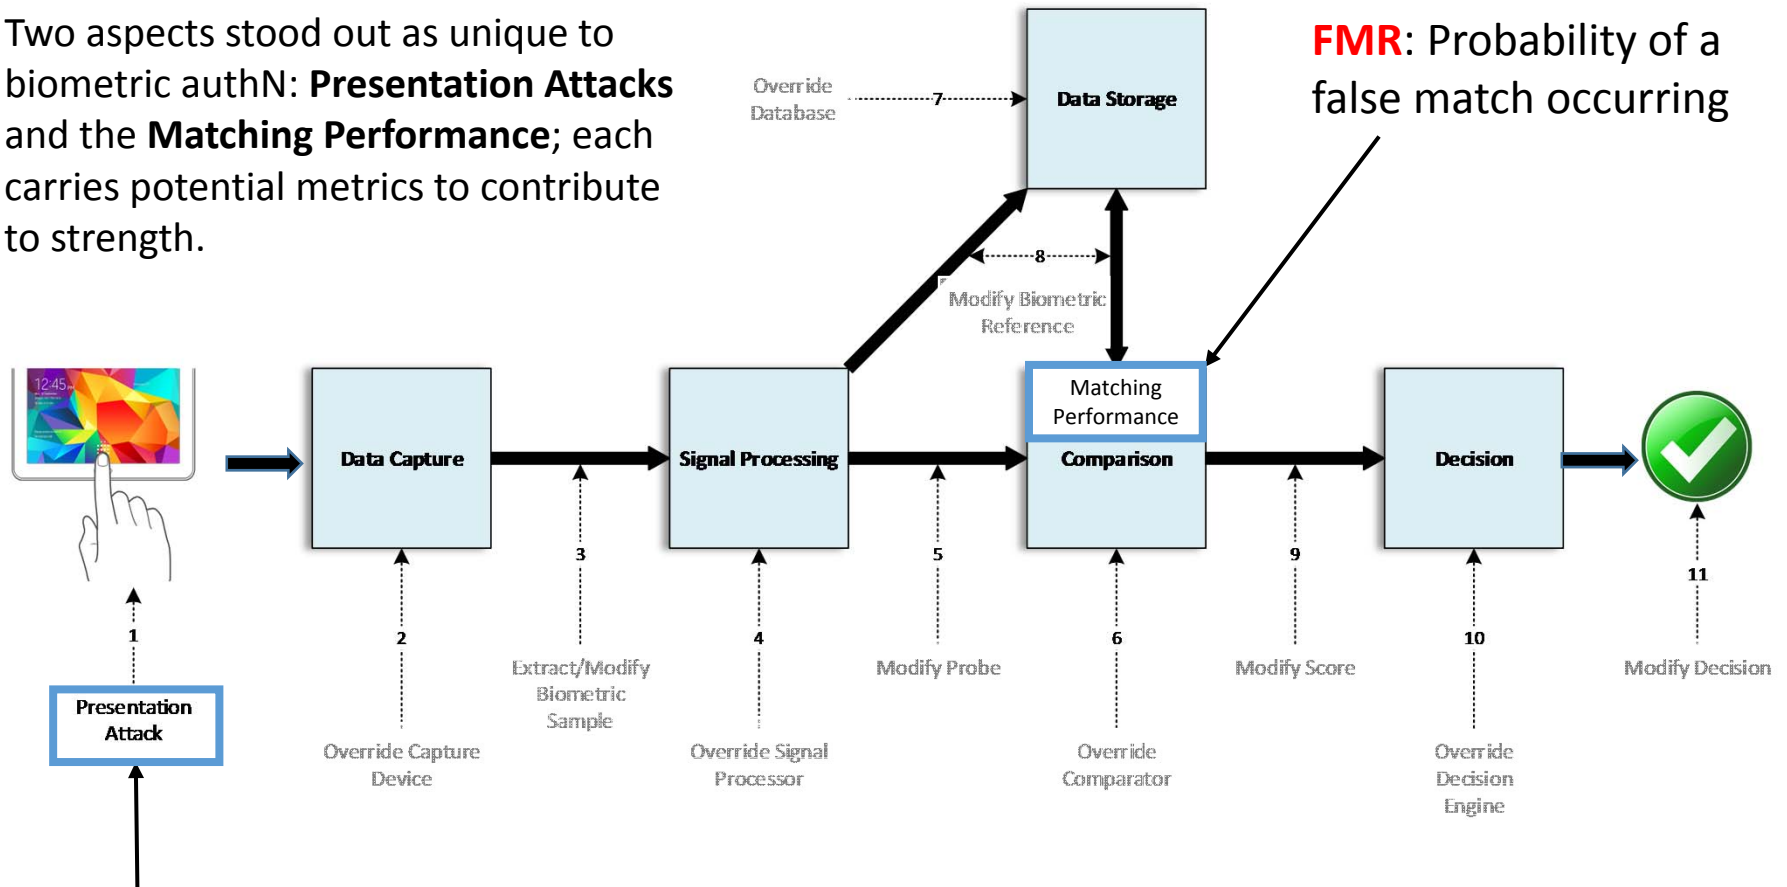 Two aspects stood out as unique to
biometric authN: Presentation Attacks
and the Matching Performance; each
carries potential metrics to contribute
to strength.
FMR: Probability of a
false match occurring
Override
Database
7
Data Storage
8
Modify Biometric
Reference
12:45
Matching
Performance
Data Capture
Signal Processing
Comparison
Decision
1
2
3
4
5
6
9
10
11
Presentation
Attack
Override Capture
Device
Extract/Modify
Biometric
Sample
Override Signal
Processor
Modify Probe
Override
Comparator
Modify Score
Override
Decision
Engine
Modify Decision